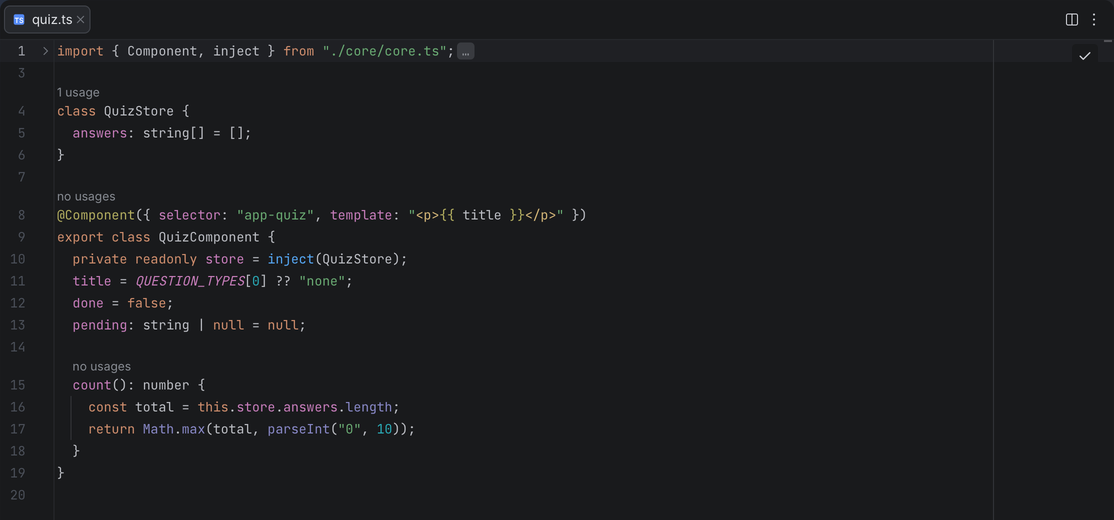 TS quiz.ts
1 import { Component, inject } from "./core/core.ts"; …
3
1 usage
4 class QuizStore {
5   answers: string[] = [];
6 }
7
no usages
8 @Component({ selector: "app-quiz", template: "<p>{{ title }}</p>" })
9 export class QuizComponent {
10   private readonly store = inject(QuizStore);
11   title = QUESTION_TYPES[0] ?? "none";
12   done = false;
13   pending: string | null = null;
14
no usages
15   count(): number {
16     const total = this.store.answers.length;
17     return Math.max(total, parseInt("0", 10));
18   }
19 }
20